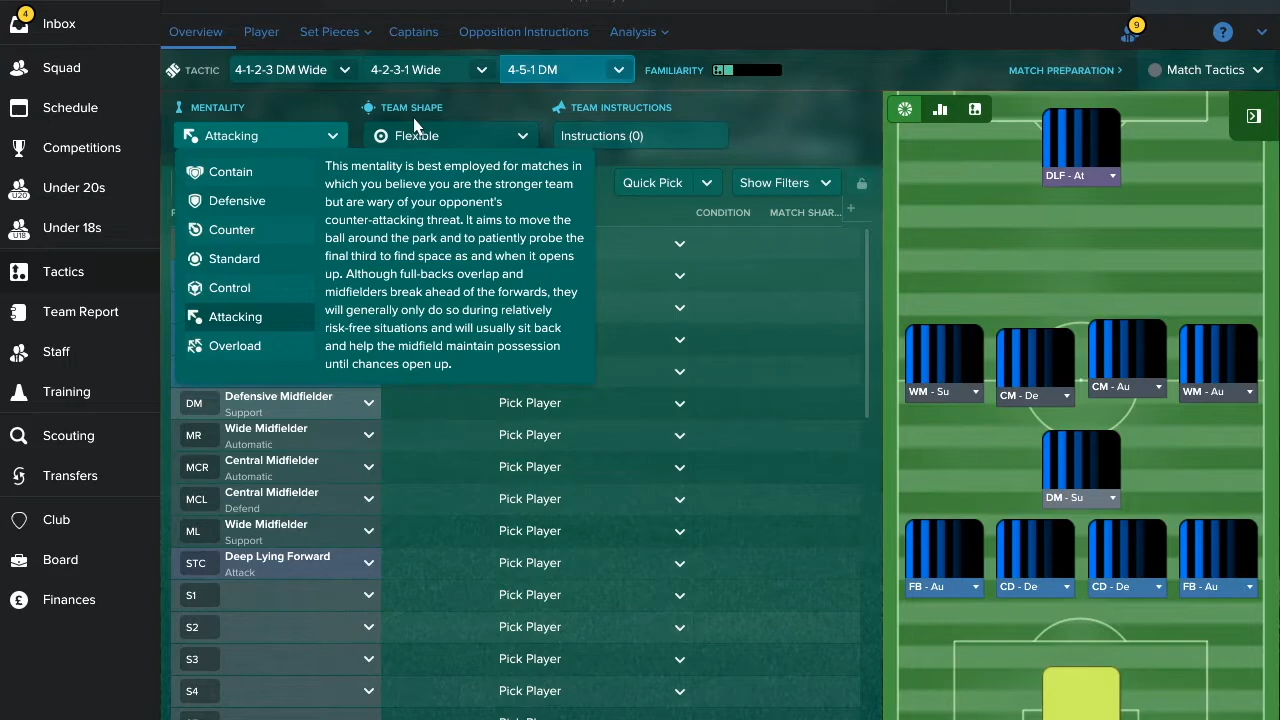 4
Inbox
Squad
Schedule
Competitions
U20
Under 20s
U18
Under 18s
Tactics
Team Report
Staff
Training
Scouting
Transfers
Club
Board
£
Finances
Overview
Player
Set Pieces
Captains
Opposition Instructions
Analysis
9
?
TACTIC
4-1-2-3 DM Wide
4-2-3-1 Wide
4-5-1 DM
FAMILIARITY
MATCH PREPARATION >
Match Tactics
MENTALITY
TEAM SHAPE
TEAM INSTRUCTIONS
Attacking
Flexible
Instructions (0)
Contain
Defensive
Counter
Standard
Control
Attacking
Overload
This mentality is best employed for matches in
which you believe you are the stronger team
but are wary of your opponent's
counter-attacking threat. It aims to move the
ball around the park and to patiently probe the
final third to find space as and when it opens
up. Although full-backs overlap and
midfielders break ahead of the forwards, they
will generally only do so during relatively
risk-free situations and will usually sit back
and help the midfield maintain possession
until chances open up.
Quick Pick
Show Filters
CONDITION
MATCH SHAR...
+
DM
Defensive Midfielder
Support
Pick Player
MR
Wide Midfielder
Automatic
Pick Player
MCR
Central Midfielder
Automatic
Pick Player
MCL
Central Midfielder
Defend
Pick Player
ML
Wide Midfielder
Support
Pick Player
STC
Deep Lying Forward
Attack
Pick Player
S1
Pick Player
S2
Pick Player
S3
Pick Player
S4
Pick Player
DLF - At
WM - Su
CM - De
CM - Au
WM - Au
DM - Su
FB - Au
CD - De
CD - De
FB - Au